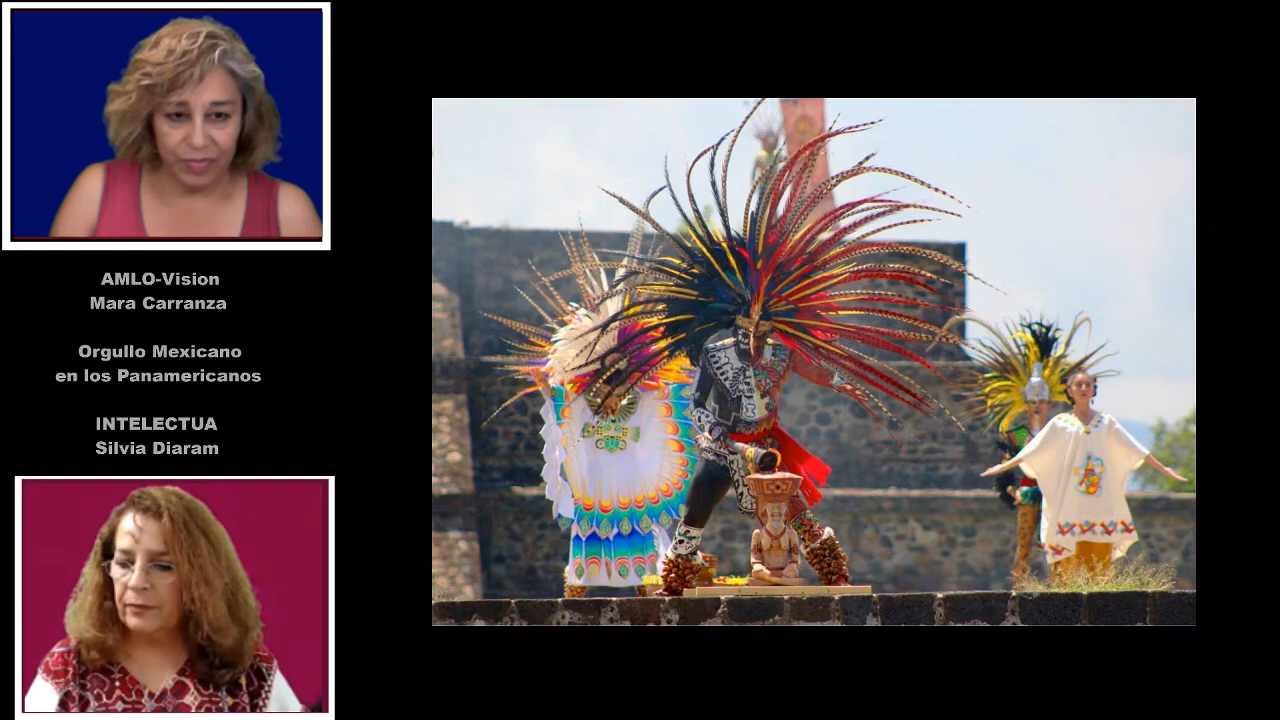 AMLO-Vision
Mara Carranza
Orgullo Mexicano
en los Panamericanos
INTELECTUA
Silvia Diaram